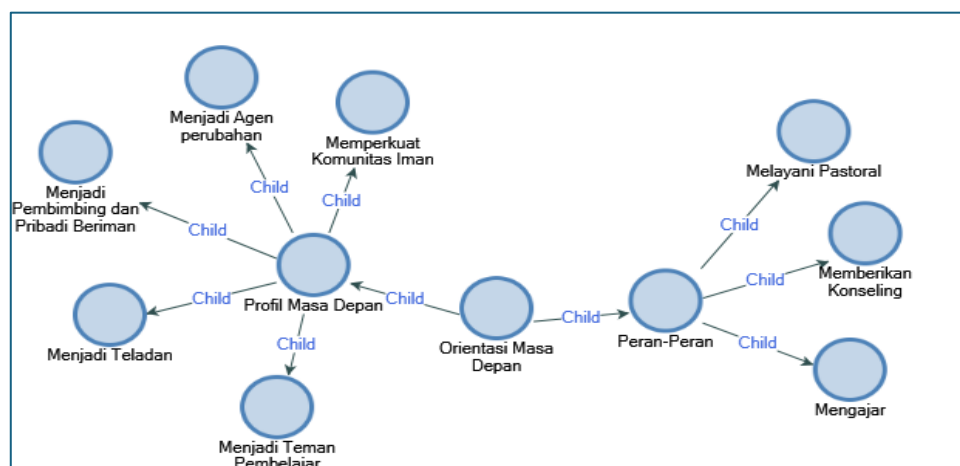 Menjadi Agen
perubahan
Memperkuat
Komunitas Iman
Melayani Pastoral
Menjadi
Pembimbing dan
Pribadi Beriman
Child
Child
Child
Child
Memberikan
Konseling
Child
Child
Profil Masa Depan
Child
Child
Peran-Peran
Menjadi Teladan
Child
Orientasi Masa
Depan
Child
Mengajar
Menjadi Teman
Pembelajar